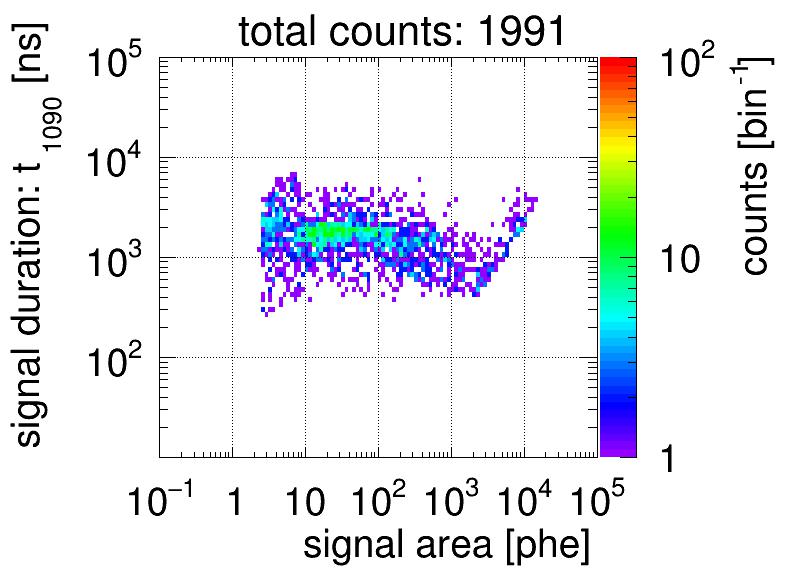 total counts: 1991
signal duration: t1090 [ns]
10^5
10^4
10^3
10^2
10^−1 1 10 10^2 10^3 10^4 10^5
signal area [phe]
10^2
10
1
counts [bin^-1]